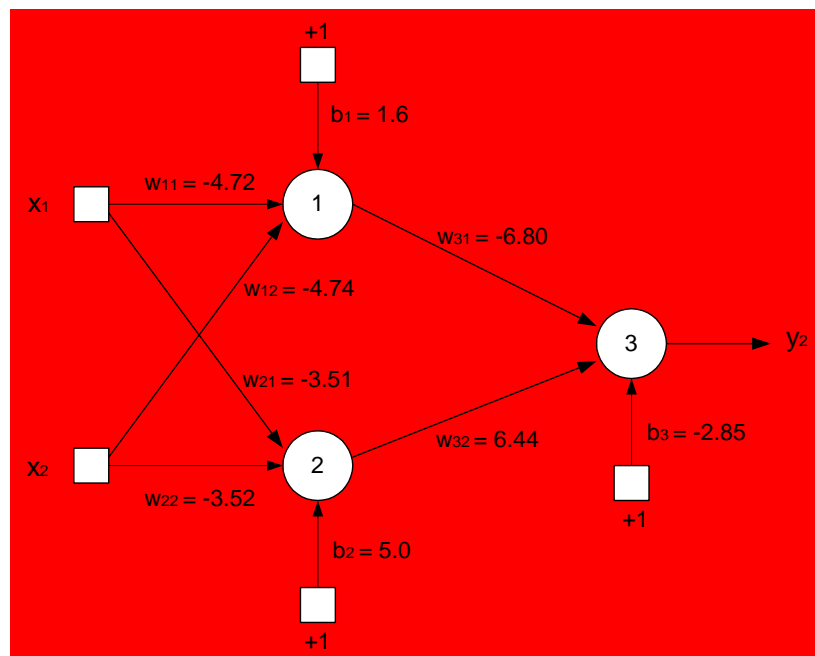 +1
b1 = 1.6
w11 = -4.72
x1
1
w31 = -6.80
w12 = -4.74
3
y2
w21 = -3.51
w32 = 6.44
b3 = -2.85
x2
2
w22 = -3.52
+1
b2 = 5.0
+1